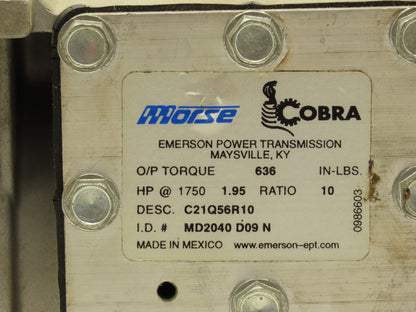 Morse COBRA
EMERSON POWER TRANSMISSION
MAYSVILLE, KY
O/P TORQUE 636 IN-LBS.
HP @ 1750 1.95 RATIO 10
DESC. C21Q56R10
I.D. # MD2040 D09 N
MADE IN MEXICO www.emerson-ept.com
0986603